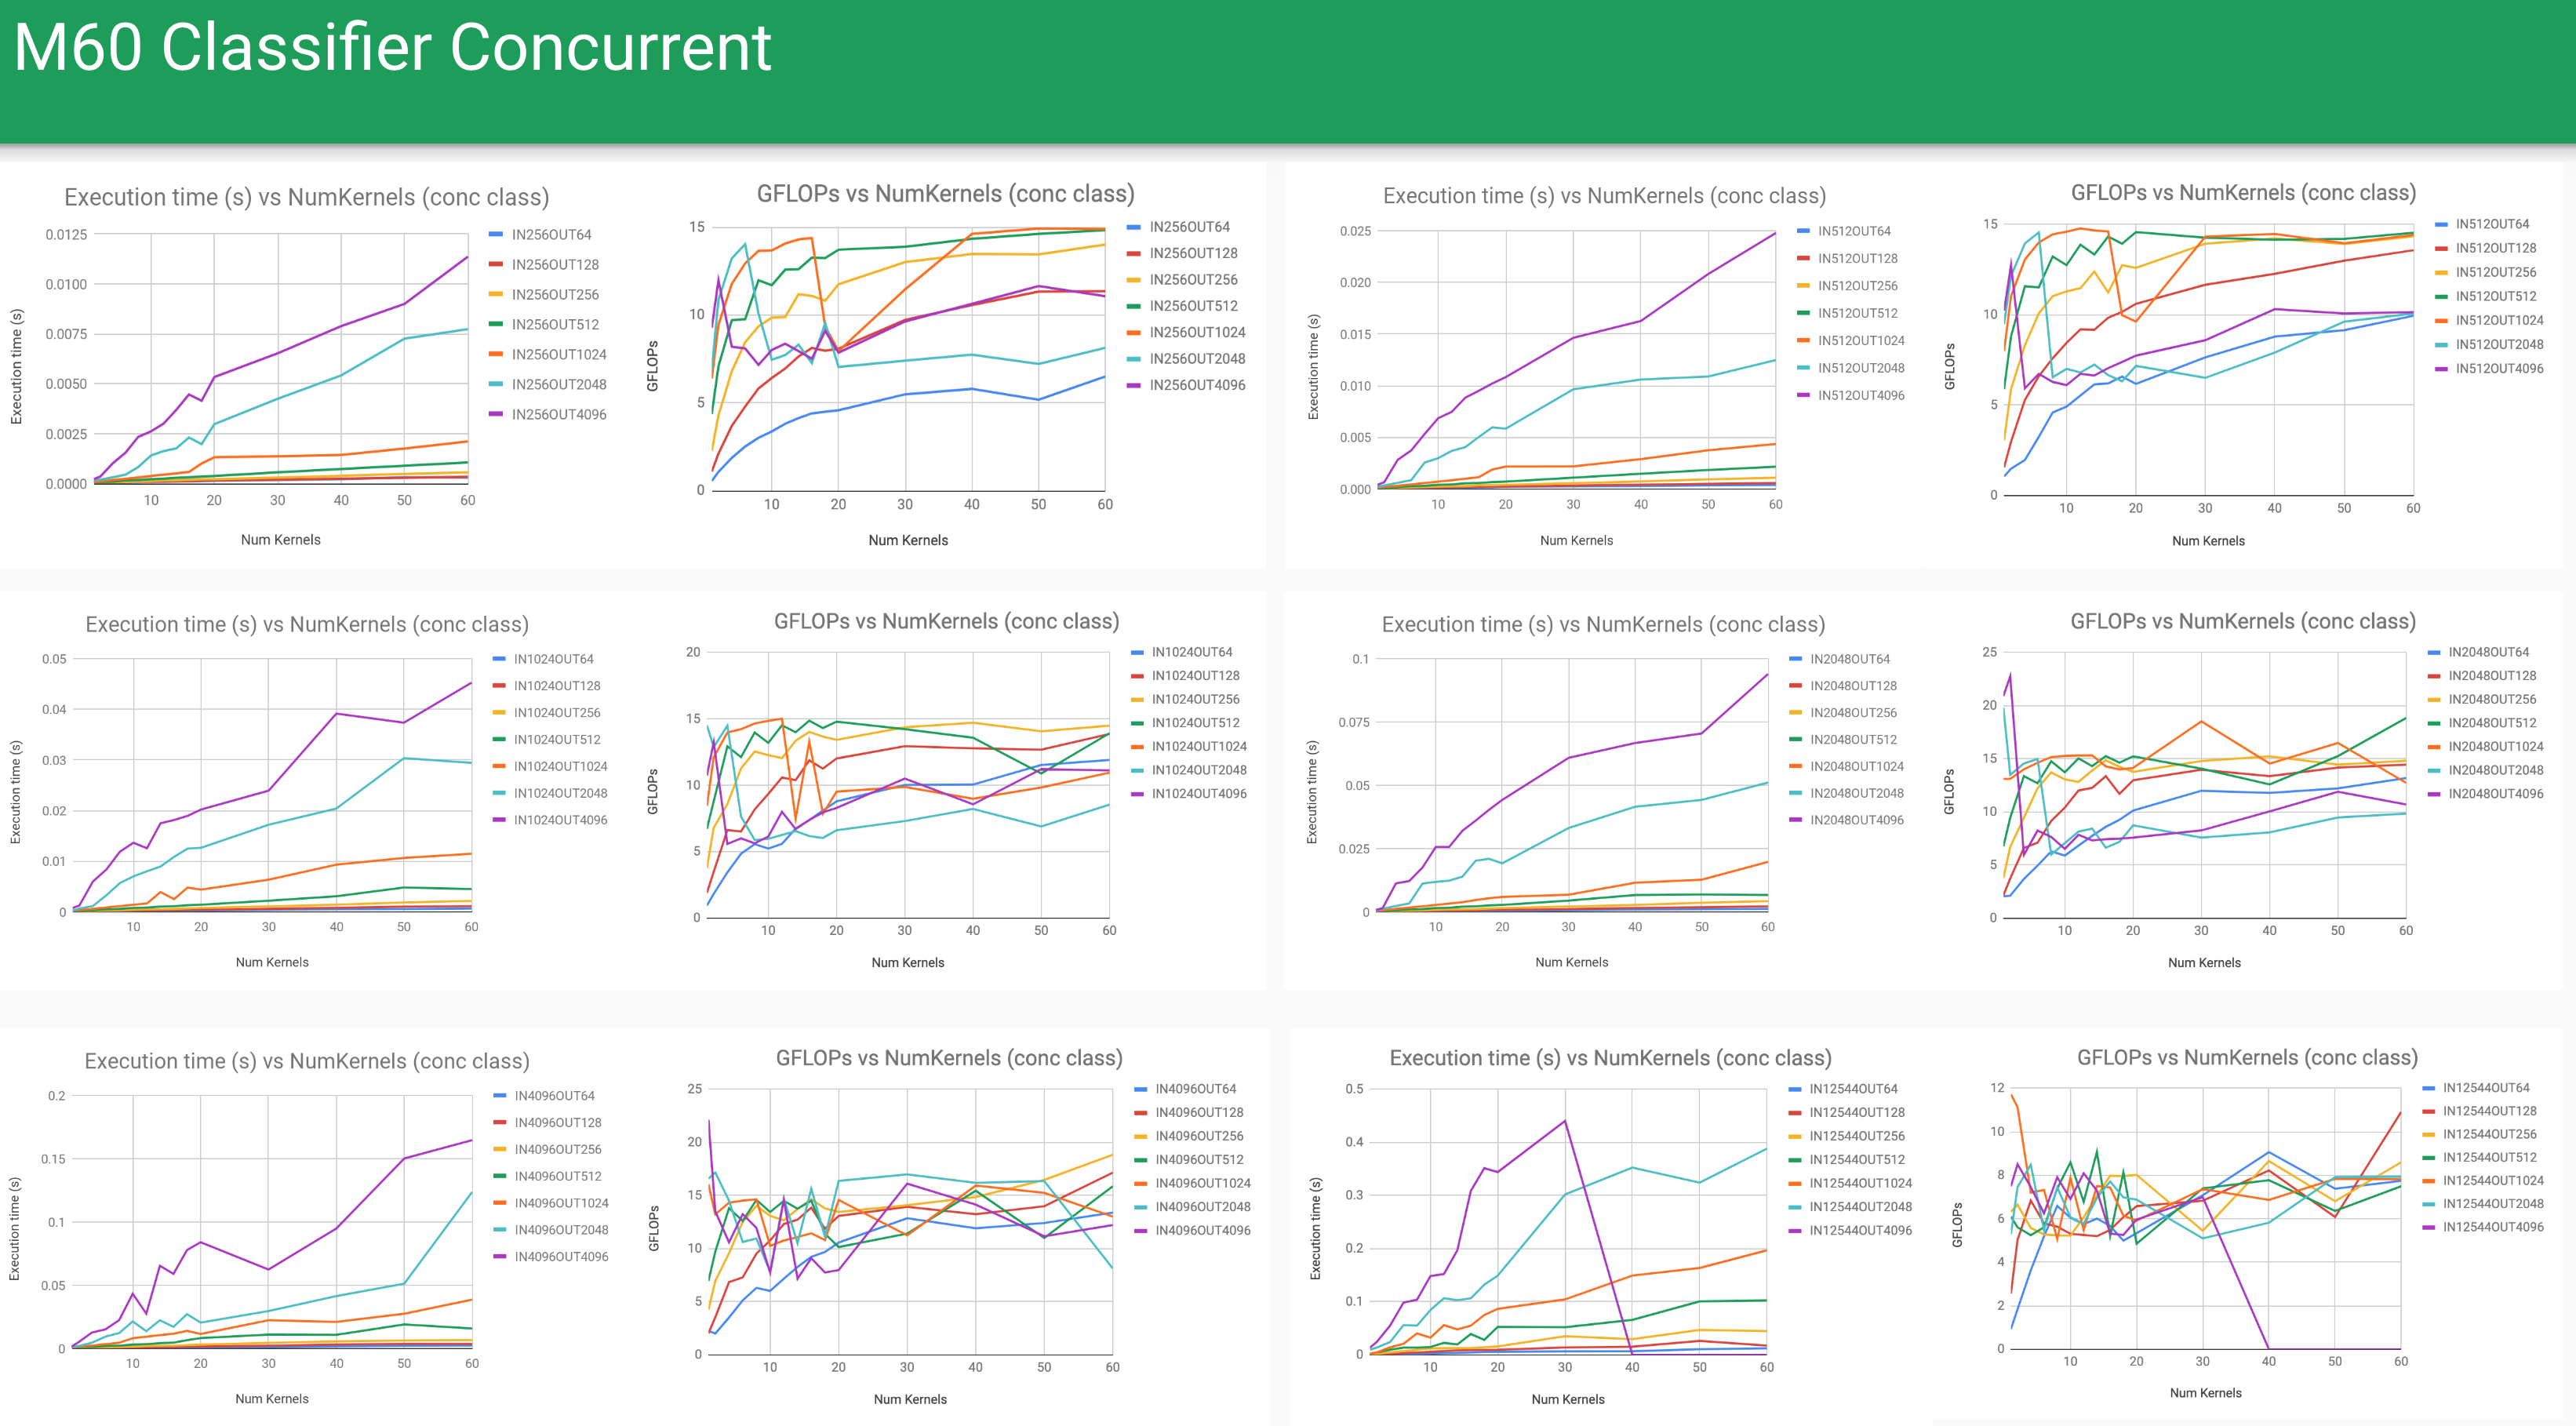 M60 Classifier Concurrent
Execution time (s) vs NumKernels (conc class)
Execution time (s)
0.0125
0.0100
0.0075
0.0050
0.0025
0.0000
10 20 30 40 50 60
Num Kernels
IN256OUT64
IN256OUT128
IN256OUT256
IN256OUT512
IN256OUT1024
IN256OUT2048
IN256OUT4096
GFLOPs vs NumKernels (conc class)
GFLOPs
15
10
5
0
10 20 30 40 50 60
Num Kernels
IN256OUT64
IN256OUT128
IN256OUT256
IN256OUT512
IN256OUT1024
IN256OUT2048
IN256OUT4096
Execution time (s) vs NumKernels (conc class)
Execution time (s)
0.025
0.020
0.015
0.010
0.005
0.000
10 20 30 40 50 60
Num Kernels
IN512OUT64
IN512OUT128
IN512OUT256
IN512OUT512
IN512OUT1024
IN512OUT2048
IN512OUT4096
GFLOPs vs NumKernels (conc class)
GFLOPs
15
10
5
0
10 20 30 40 50 60
Num Kernels
IN512OUT64
IN512OUT128
IN512OUT256
IN512OUT512
IN512OUT1024
IN512OUT2048
IN512OUT4096
Execution time (s) vs NumKernels (conc class)
Execution time (s)
0.05
0.04
0.03
0.02
0.01
0
10 20 30 40 50 60
Num Kernels
IN1024OUT64
IN1024OUT128
IN1024OUT256
IN1024OUT512
IN1024OUT1024
IN1024OUT2048
IN1024OUT4096
GFLOPs vs NumKernels (conc class)
GFLOPs
20
15
10
5
0
10 20 30 40 50 60
Num Kernels
IN1024OUT64
IN1024OUT128
IN1024OUT256
IN1024OUT512
IN1024OUT1024
IN1024OUT2048
IN1024OUT4096
Execution time (s) vs NumKernels (conc class)
Execution time (s)
0.1
0.075
0.05
0.025
0
10 20 30 40 50 60
Num Kernels
IN2048OUT64
IN2048OUT128
IN2048OUT256
IN2048OUT512
IN2048OUT1024
IN2048OUT2048
IN2048OUT4096
GFLOPs vs NumKernels (conc class)
GFLOPs
25
20
15
10
5
0
10 20 30 40 50 60
Num Kernels
IN2048OUT64
IN2048OUT128
IN2048OUT256
IN2048OUT512
IN2048OUT1024
IN2048OUT2048
IN2048OUT4096
Execution time (s) vs NumKernels (conc class)
Execution time (s)
0.2
0.15
0.1
0.05
0
10 20 30 40 50 60
Num Kernels
IN4096OUT64
IN4096OUT128
IN4096OUT256
IN4096OUT512
IN4096OUT1024
IN4096OUT2048
IN4096OUT4096
GFLOPs vs NumKernels (conc class)
GFLOPs
25
20
15
10
5
0
10 20 30 40 50 60
Num Kernels
IN4096OUT64
IN4096OUT128
IN4096OUT256
IN4096OUT512
IN4096OUT1024
IN4096OUT2048
IN4096OUT4096
Execution time (s) vs NumKernels (conc class)
Execution time (s)
0.5
0.4
0.3
0.2
0.1
0
10 20 30 40 50 60
Num Kernels
IN12544OUT64
IN12544OUT128
IN12544OUT256
IN12544OUT512
IN12544OUT1024
IN12544OUT2048
IN12544OUT4096
GFLOPs vs NumKernels (conc class)
GFLOPs
12
10
8
6
4
2
0
10 20 30 40 50 60
Num Kernels
IN12544OUT64
IN12544OUT128
IN12544OUT256
IN12544OUT512
IN12544OUT1024
IN12544OUT2048
IN12544OUT4096